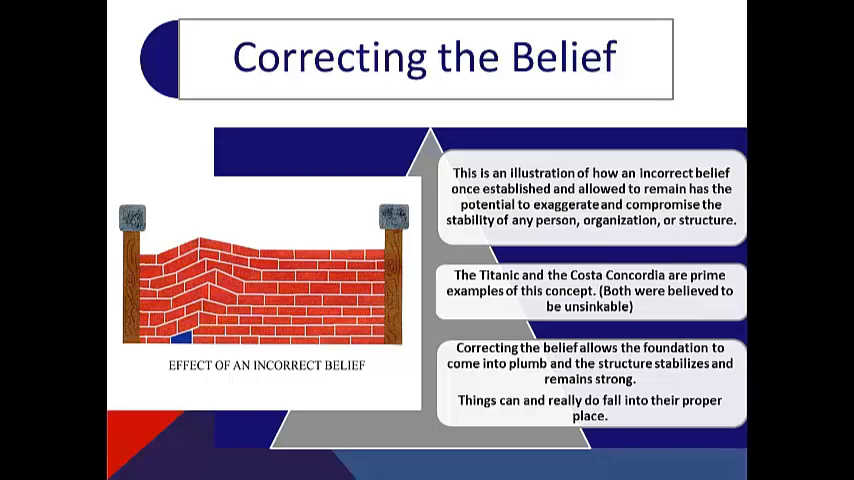 Correcting the Belief
This is an illustration of how an incorrect belief
once established and allowed to remain has the
potential to exaggerate and compromise the
stability of any person, organization, or structure.
The Titanic and the Costa Concordia are prime
examples of this concept. (Both were believed to
be unsinkable)
Correcting the belief allows the foundation to
come into plumb and the structure stabilizes and
remains strong.
Things can and really do fall into their proper
place.
EFFECT OF AN INCORRECT BELIEF